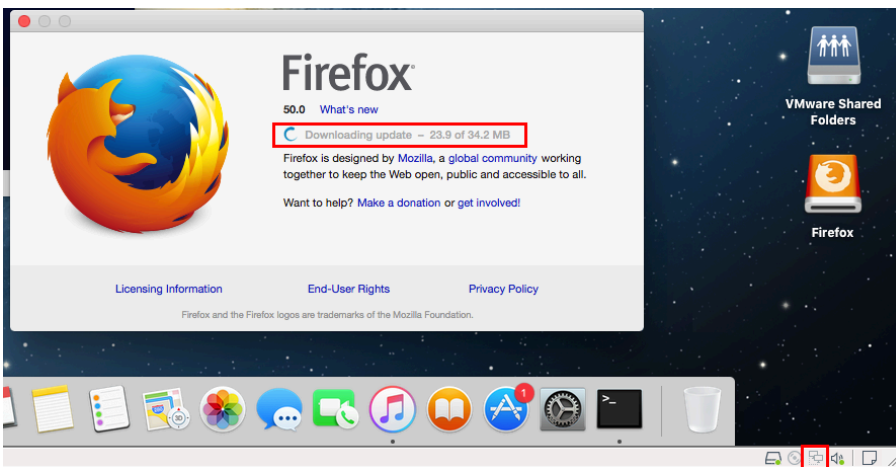 Firefox
50.0 What's new
Downloading update – 23.9 of 34.2 MB
Firefox is designed by Mozilla, a global community working
together to keep the Web open, public and accessible to all.
Want to help? Make a donation or get involved!
Licensing Information End-User Rights Privacy Policy
Firefox and the Firefox logos are trademarks of the Mozilla Foundation.
VMware Shared
Folders
Firefox
1
>_